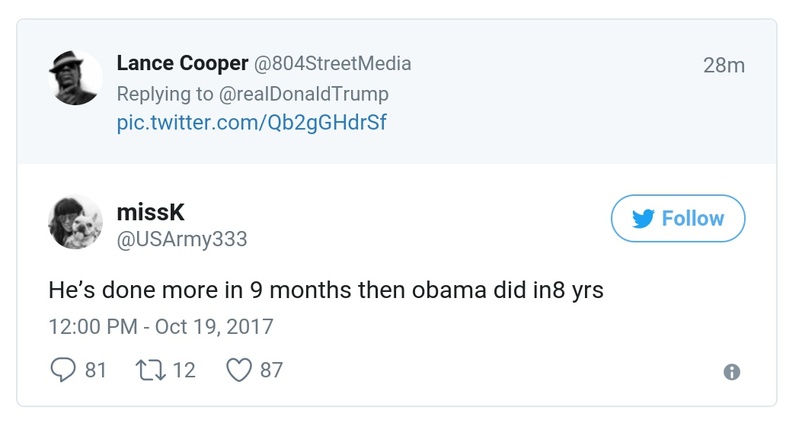 Lance Cooper @804StreetMedia 28m
Replying to @realDonaldTrump
pic.twitter.com/Qb2gGHdrSf
missK
@USArmy333
Follow
He’s done more in 9 months then obama did in8 yrs
12:00 PM - Oct 19, 2017
81 12 87